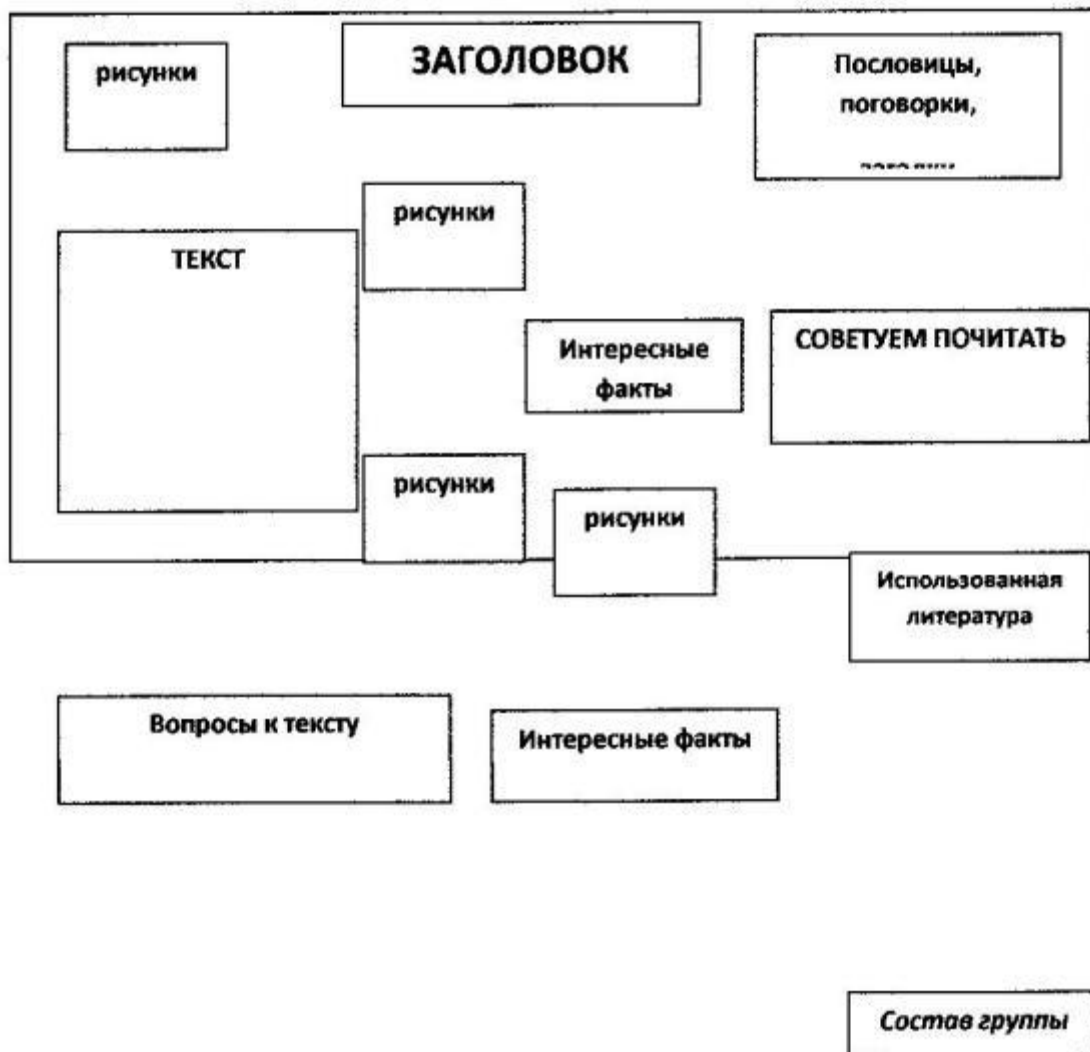 рисунки
ЗАГОЛОВОК
Пословицы,
поговорки,
рисунки
ТЕКСТ
Интересные
факты
СОВЕТУЕМ ПОЧИТАТЬ
рисунки
рисунки
Использованная
литература
Вопросы к тексту
Интересные факты
Состав группы